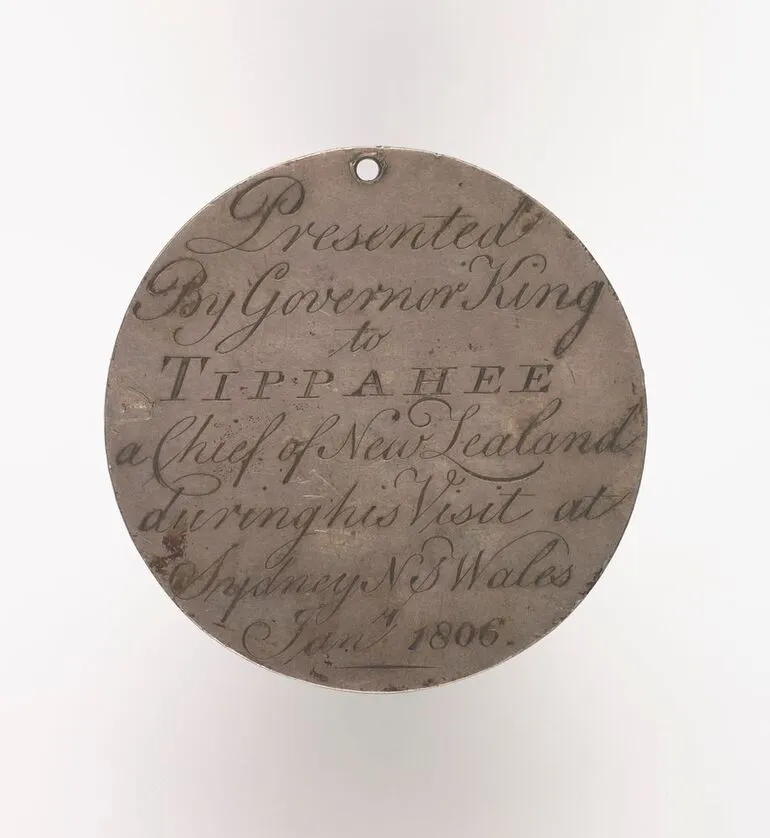 Presented
By Governor King
to
TIPPAHEE
a Chief of New Zealand
during his Visit at
Sydney N S Wales
Jany 1806.